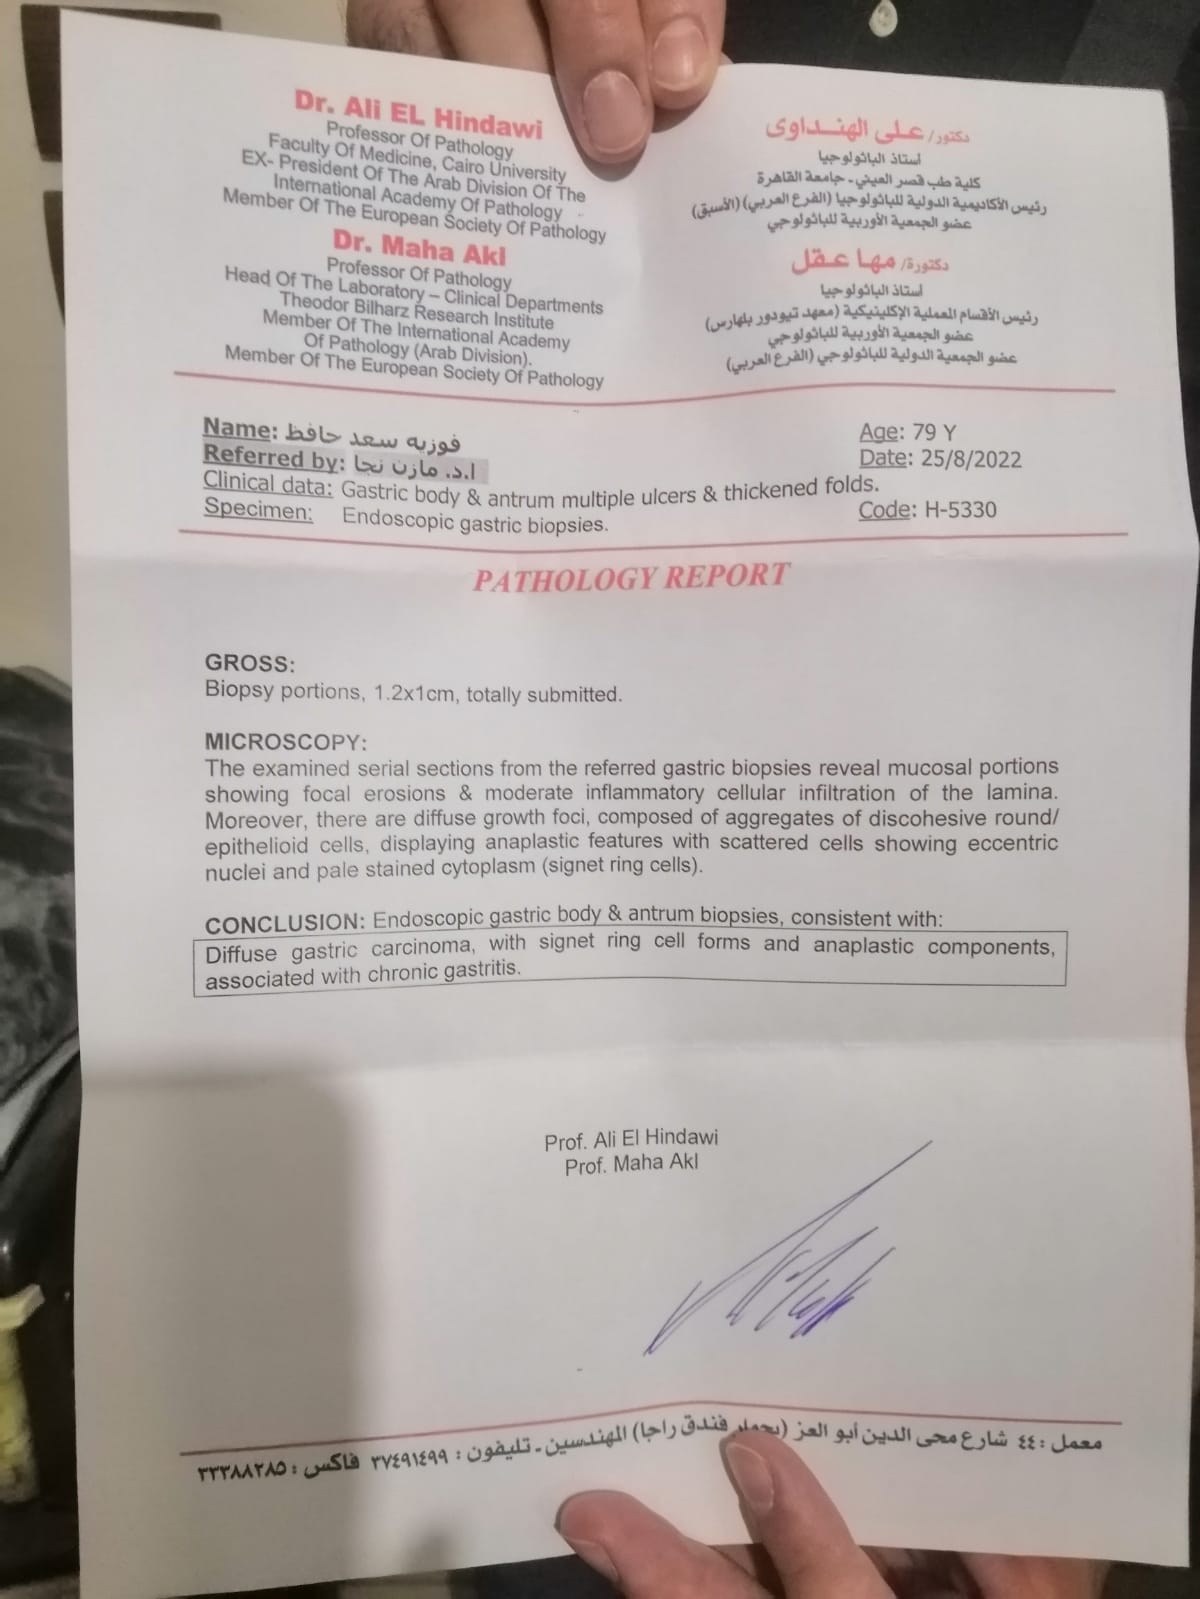 Dr. Ali EL Hindawi
Professor Of Pathology
Faculty Of Medicine, Cairo University
EX- President Of The Arab Division Of The
International Academy Of Pathology
Member Of The European Society Of Pathology
Dr. Maha Akl
Professor Of Pathology
Head Of The Laboratory – Clinical Departments
Theodor Bilharz Research Institute
Member Of The International Academy
Of Pathology (Arab Division).
Member Of The European Society Of Pathology
دكتور/ على الهنداوى
أستاذ الباثولوجيا
كلية طب قصر العيني - جامعة القاهرة
رئيس الأكاديمية الدولية للباثولوجيا (الفرع العربي) (الأسبق)
عضو الجمعية الأوربية للباثولوجي
دكتورة/ مها عقل
أستاذ الباثولوجيا
رئيس الأقسام المعملية الإكلينيكية (معهد تيودور بلهارس)
عضو الجمعية الأوربية للباثولوجي
عضو الجمعية الدولية للباثولوجي (الفرع العربي)
Name: فوزيه سعد حافظ
Age: 79 Y
Referred by: ا.د. مازن نجا
Date: 25/8/2022
Clinical data: Gastric body & antrum multiple ulcers & thickened folds.
Specimen: Endoscopic gastric biopsies.
Code: H-5330
PATHOLOGY REPORT
GROSS:
Biopsy portions, 1.2x1cm, totally submitted.
MICROSCOPY:
The examined serial sections from the referred gastric biopsies reveal mucosal portions
showing focal erosions & moderate inflammatory cellular infiltration of the lamina.
Moreover, there are diffuse growth foci, composed of aggregates of discohesive round/
epithelioid cells, displaying anaplastic features with scattered cells showing eccentric
nuclei and pale stained cytoplasm (signet ring cells).
CONCLUSION: Endoscopic gastric body & antrum biopsies, consistent with:
Diffuse gastric carcinoma, with signet ring cell forms and anaplastic components,
associated with chronic gastritis.
Prof. Ali El Hindawi
Prof. Maha Akl
معمل : ٤٤ شارع محى الدين أبو العز (بجوار فندق راجا) المهندسين - تليفون : ٣٧٤٩١٤٩٩ فاكس : ٣٣٣٨٨٢٨٥